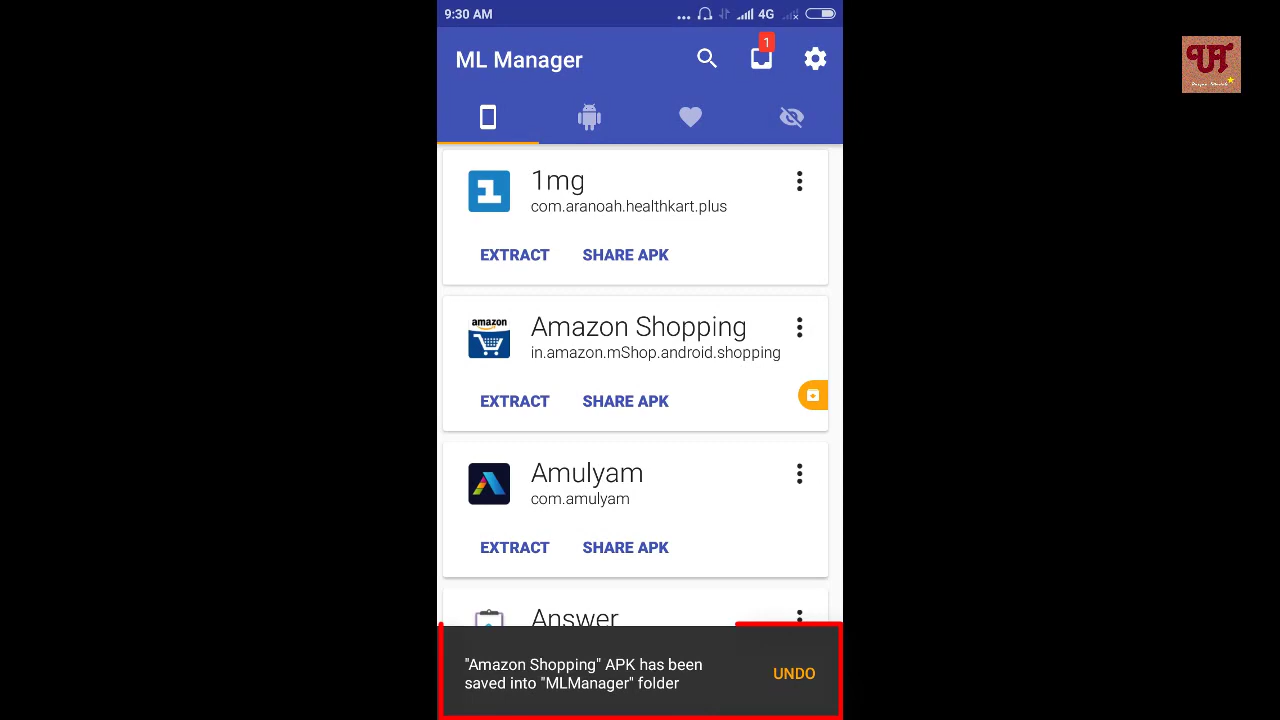 9:30 AM
4G
ML Manager
1
1mg
com.aranoah.healthkart.plus
EXTRACT SHARE APK
amazon
Amazon Shopping
in.amazon.mShop.android.shopping
EXTRACT SHARE APK
Amulyam
com.amulyam
EXTRACT SHARE APK
Answer
"Amazon Shopping" APK has been
saved into "MLManager" folder
UNDO